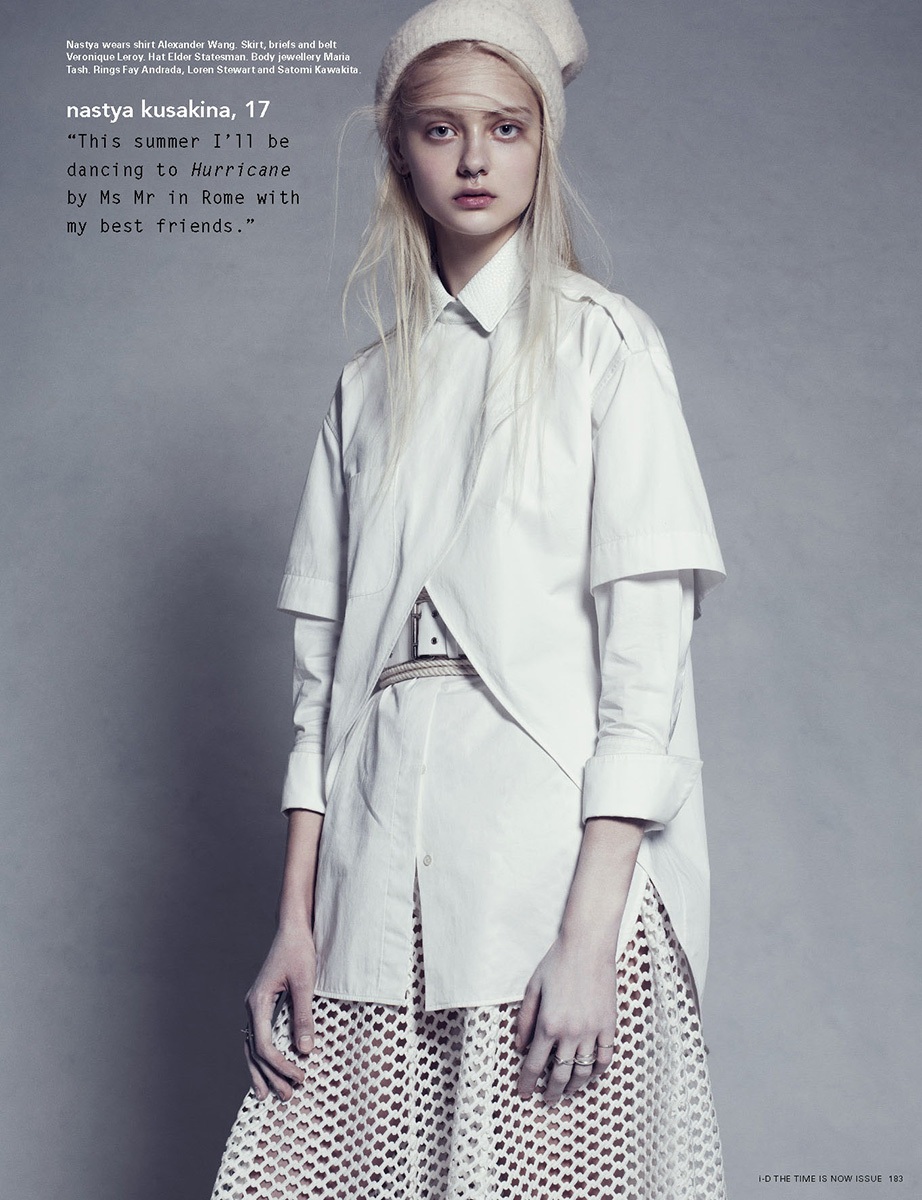 Nastya wears shirt Alexander Wang. Skirt, briefs and belt
Veronique Leroy. Hat Elder Statesman. Body jewellery Maria
Tash. Rings Fay Andrada, Loren Stewart and Satomi Kawakita.
nastya kusakina, 17
“This summer I’ll be
dancing to Hurricane
by Ms Mr in Rome with
my best friends.”
i-D THE TIME IS NOW ISSUE 183